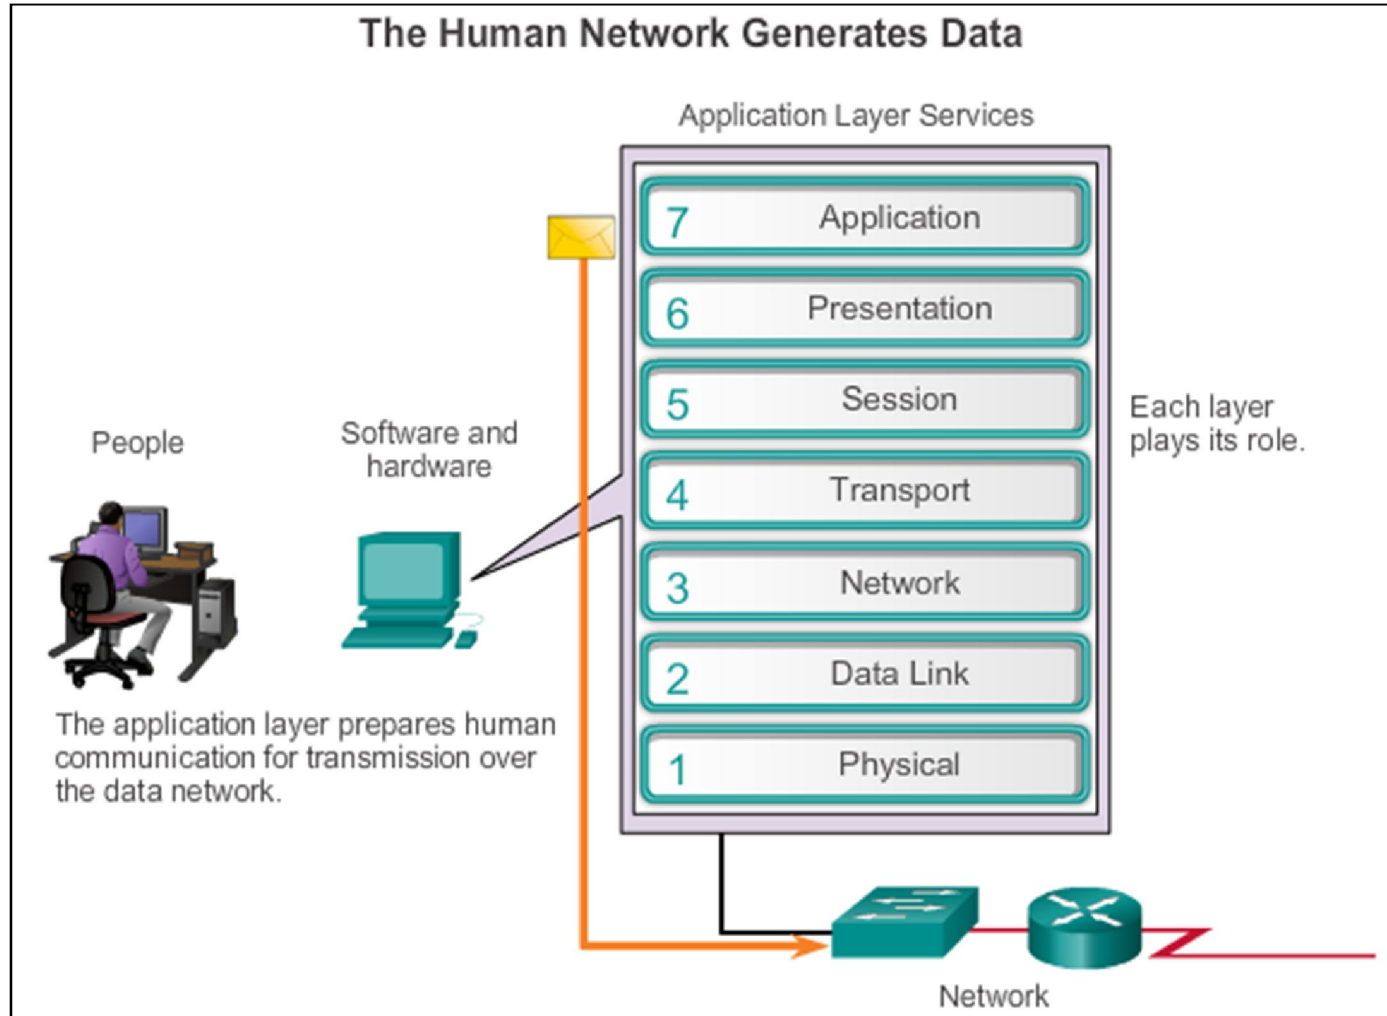 The Human Network Generates Data
Application Layer Services
7 Application
6 Presentation
5 Session
4 Transport
3 Network
2 Data Link
1 Physical
Each layer
plays its role.
People
Software and
hardware
The application layer prepares human
communication for transmission over
the data network.
Network